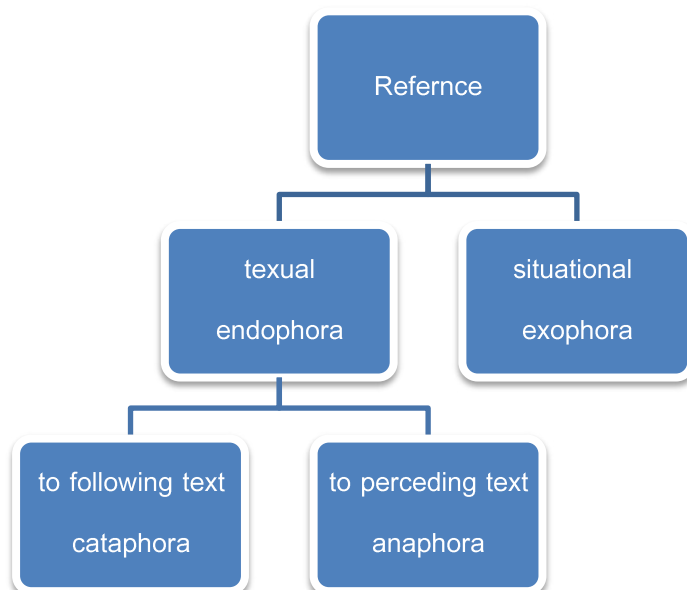 Refernce
texual
endophora
situational
exophora
to following text
cataphora
to perceding text
anaphora